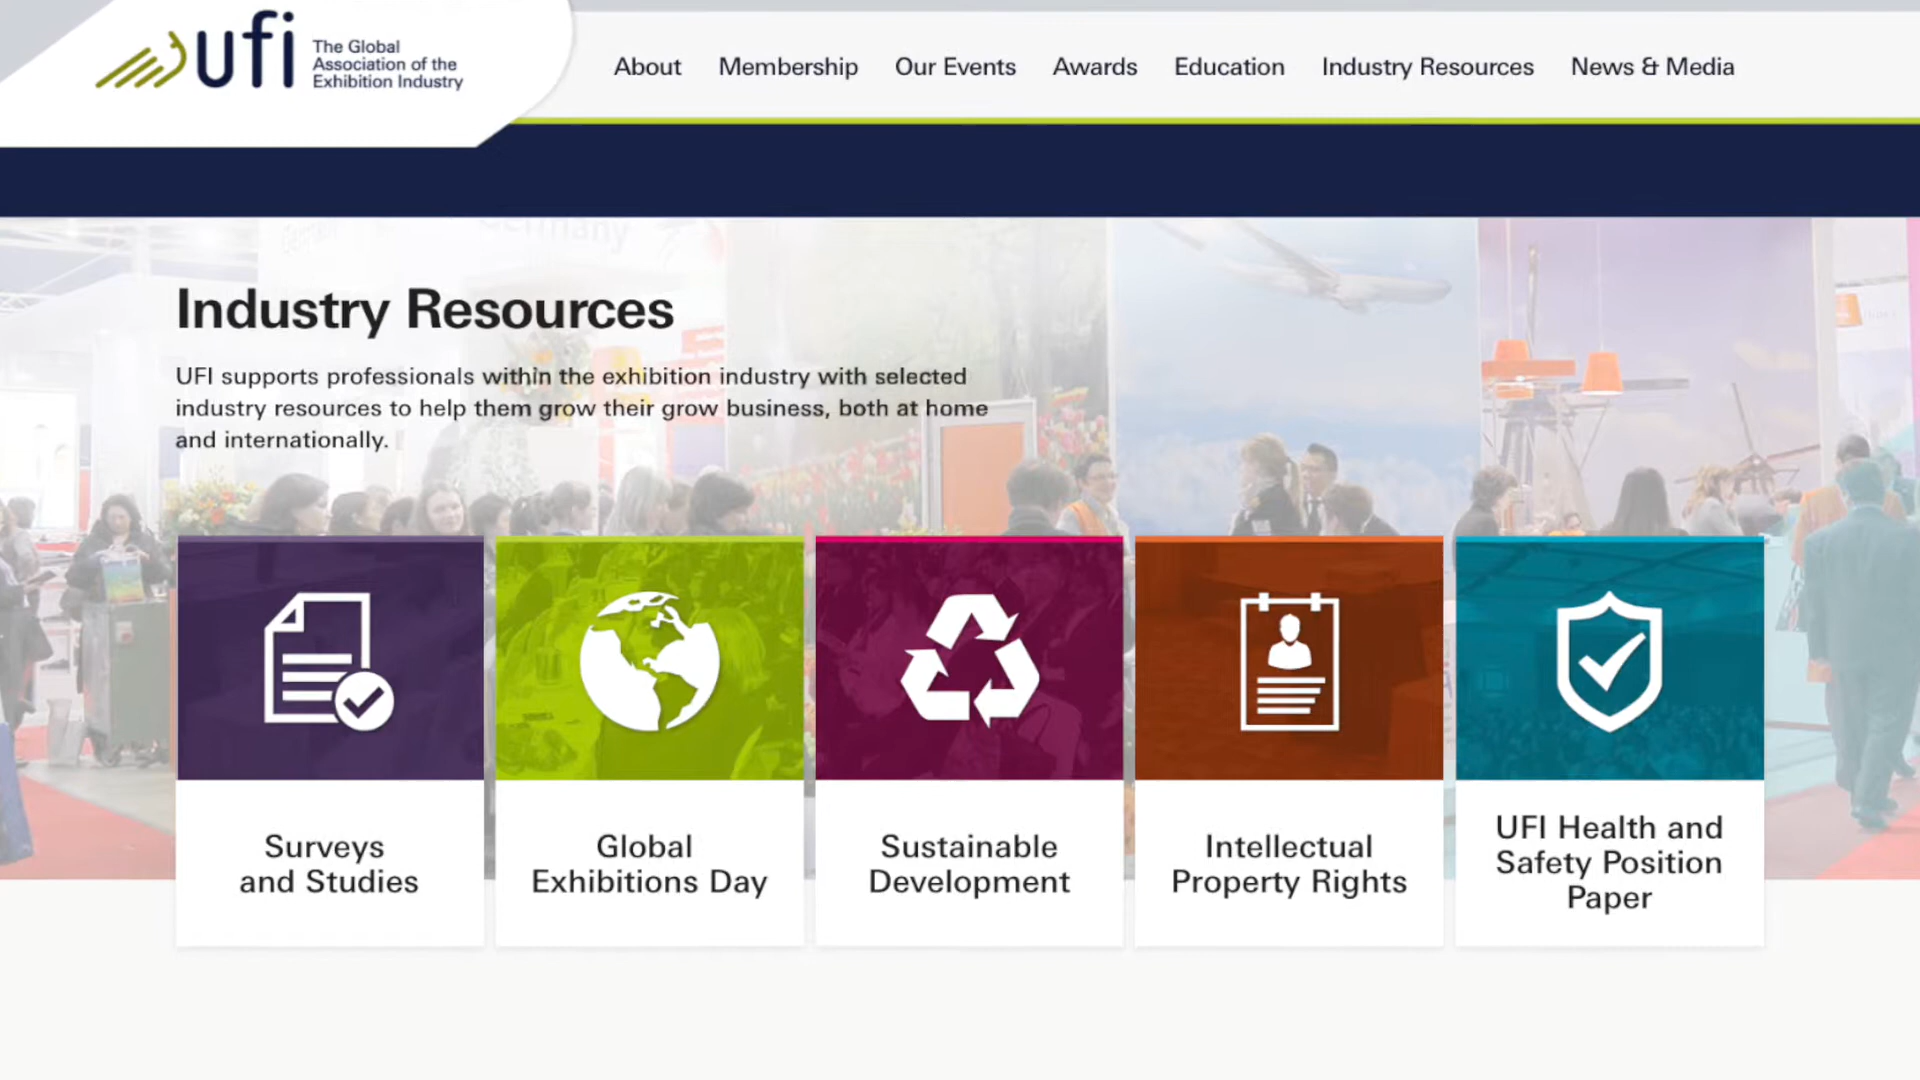 ufi
The Global
Association of the
Exhibition Industry
About Membership Our Events Awards Education Industry Resources News & Media
Germany
Industry Resources
UFI supports professionals within the exhibition industry with selected
industry resources to help them grow their grow business, both at home
and internationally.
Surveys
and Studies
Global
Exhibitions Day
Sustainable
Development
Intellectual
Property Rights
UFI Health and
Safety Position
Paper